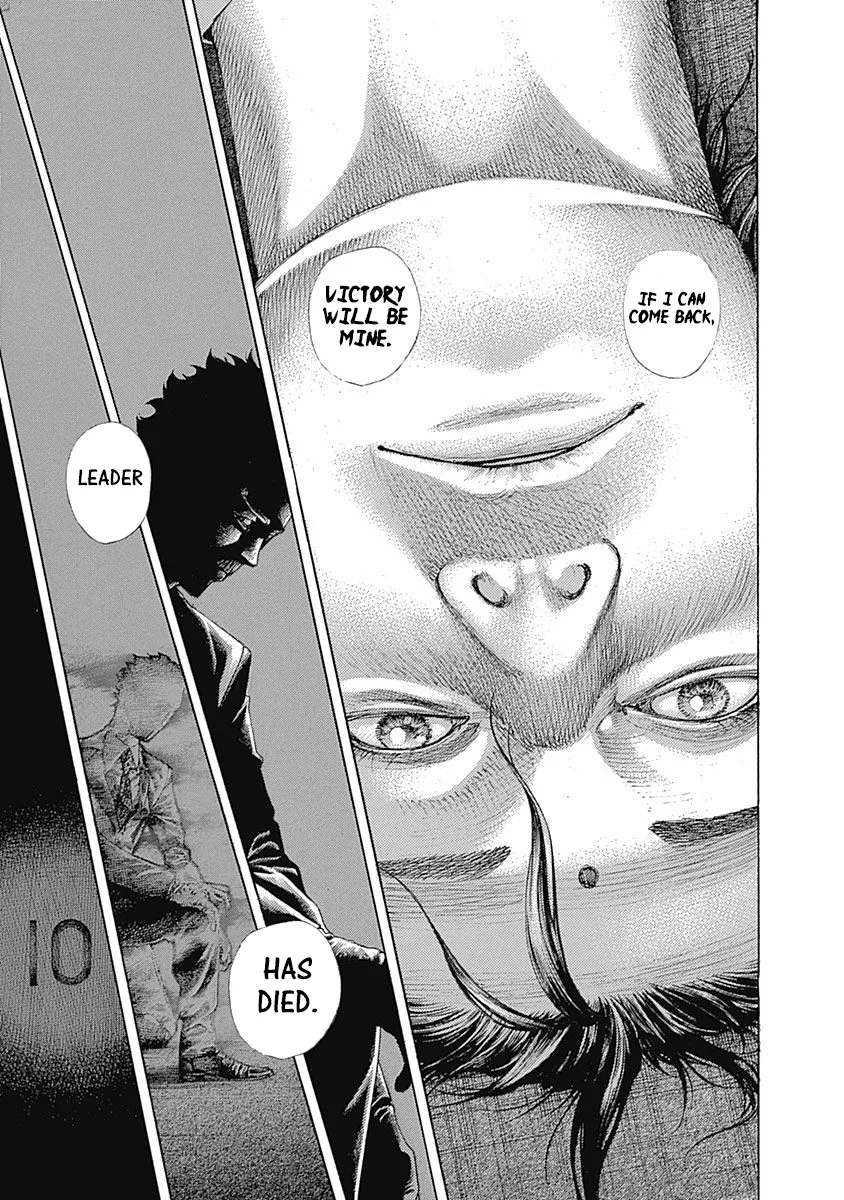 IF I CAN
COME BACK,
VICTORY
WILL BE
MINE.
LEADER
HAS
DIED.
10